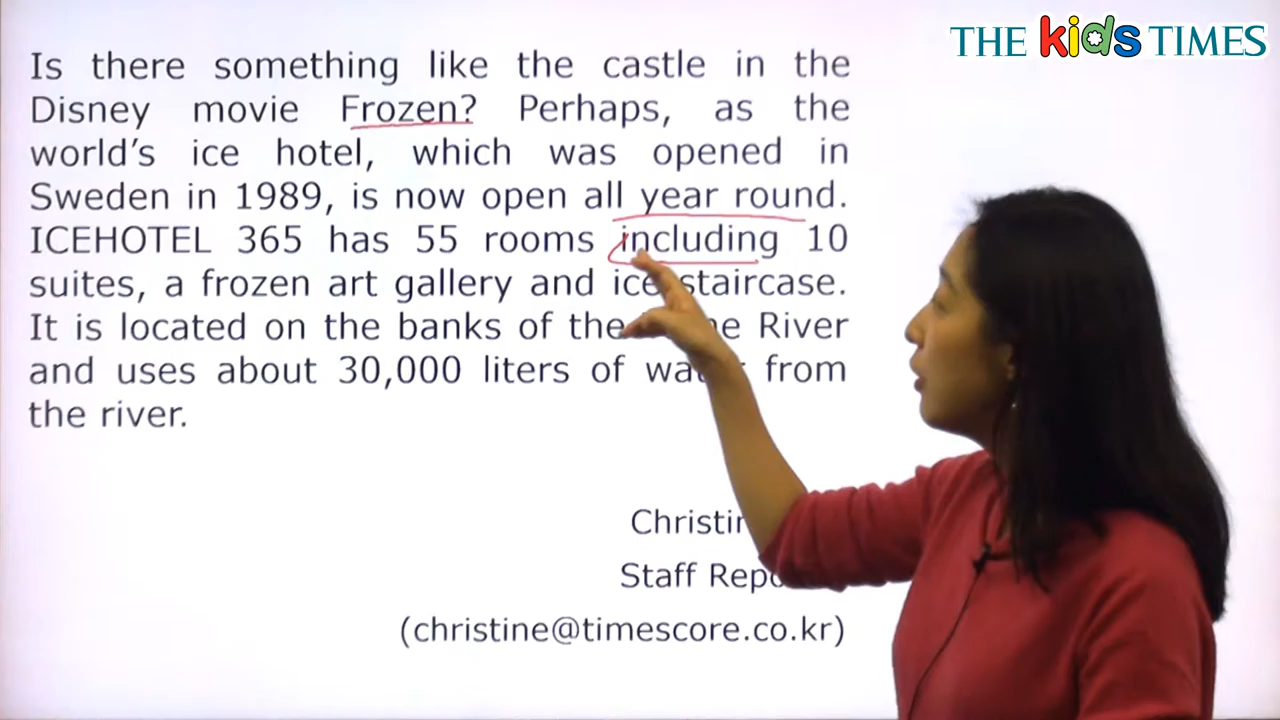 THE kids TIMES
Is there something like the castle in the
Disney movie Frozen? Perhaps, as the
world's ice hotel, which was opened in
Sweden in 1989, is now open all year round.
ICEHOTEL 365 has 55 rooms including 10
suites, a frozen art gallery and ice staircase.
It is located on the banks of the River
and uses about 30,000 liters of water from
the river.
Staff
(christine@timescore.co.kr)